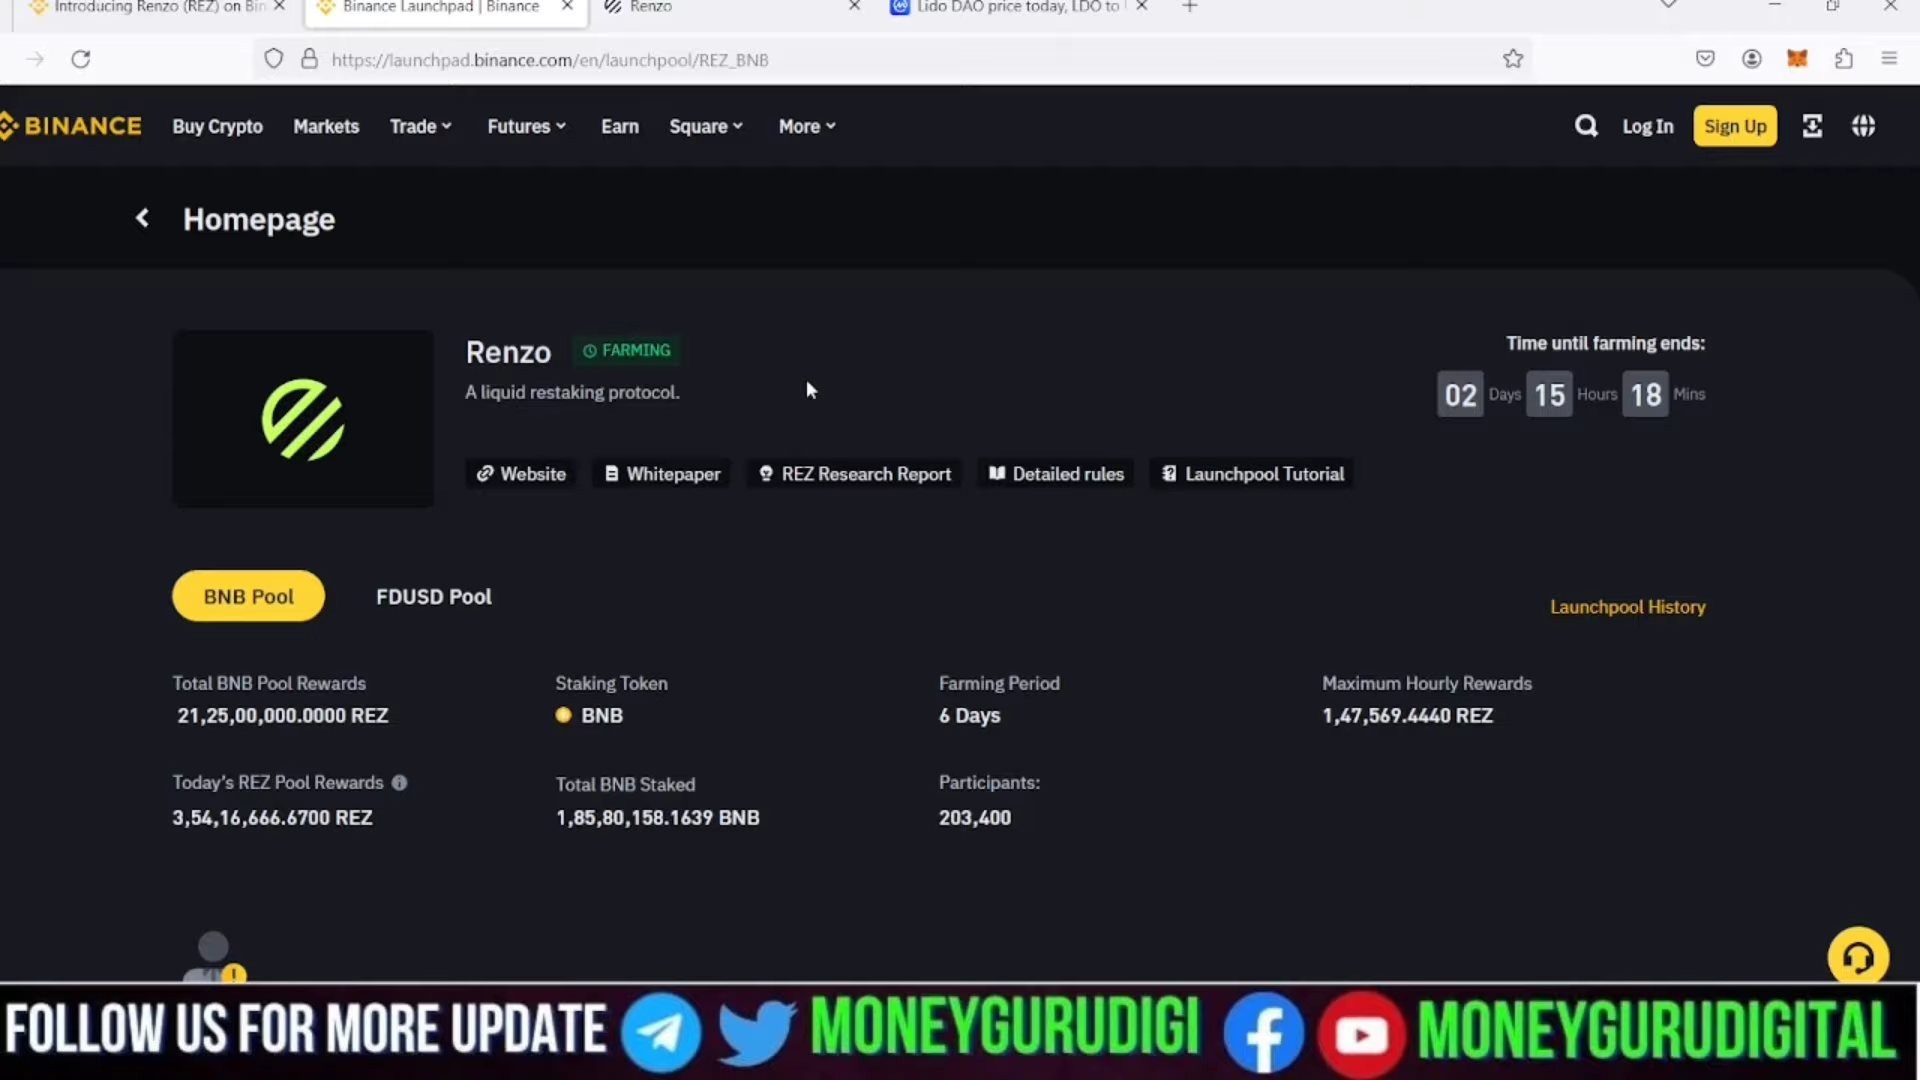 Introducing Renzo (REZ) on Bin
Binance Launchpad | Binance
Renzo
Lido DAO price today, LDO to
https://launchpad.binance.com/en/launchpool/REZ_BNB
BINANCE
Buy Crypto
Markets
Trade
Futures
Earn
Square
More
Log In
Sign Up
Homepage
Renzo
FARMING
A liquid restaking protocol.
Time until farming ends:
02 Days 15 Hours 18 Mins
Website
Whitepaper
REZ Research Report
Detailed rules
Launchpool Tutorial
BNB Pool
FDUSD Pool
Launchpool History
Total BNB Pool Rewards
21,25,00,000.0000 REZ
Staking Token
BNB
Farming Period
6 Days
Maximum Hourly Rewards
1,47,569.4440 REZ
Today's REZ Pool Rewards
3,54,16,666.6700 REZ
Total BNB Staked
1,85,80,158.1639 BNB
Participants:
203,400
FOLLOW US FOR MORE UPDATE
MONEYGURUDIGI
MONEYGURUDIGITAL